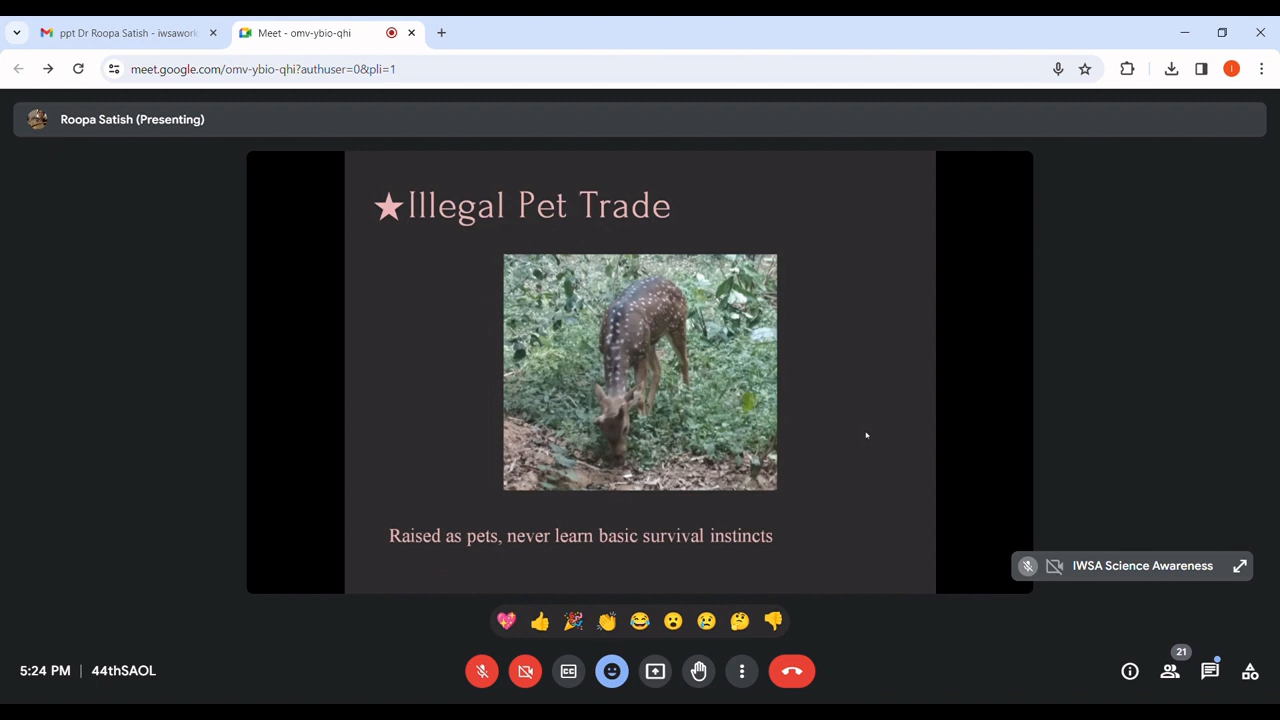 ppt Dr Roopa Satish - iwsawork
Meet - omv-ybio-qhi
meet.google.com/omv-ybio-qhi?authuser=0&pli=1
I
Roopa Satish (Presenting)
★Illegal Pet Trade
Raised as pets, never learn basic survival instincts
IWSA Science Awareness
5:24 PM | 44thSAOL
21